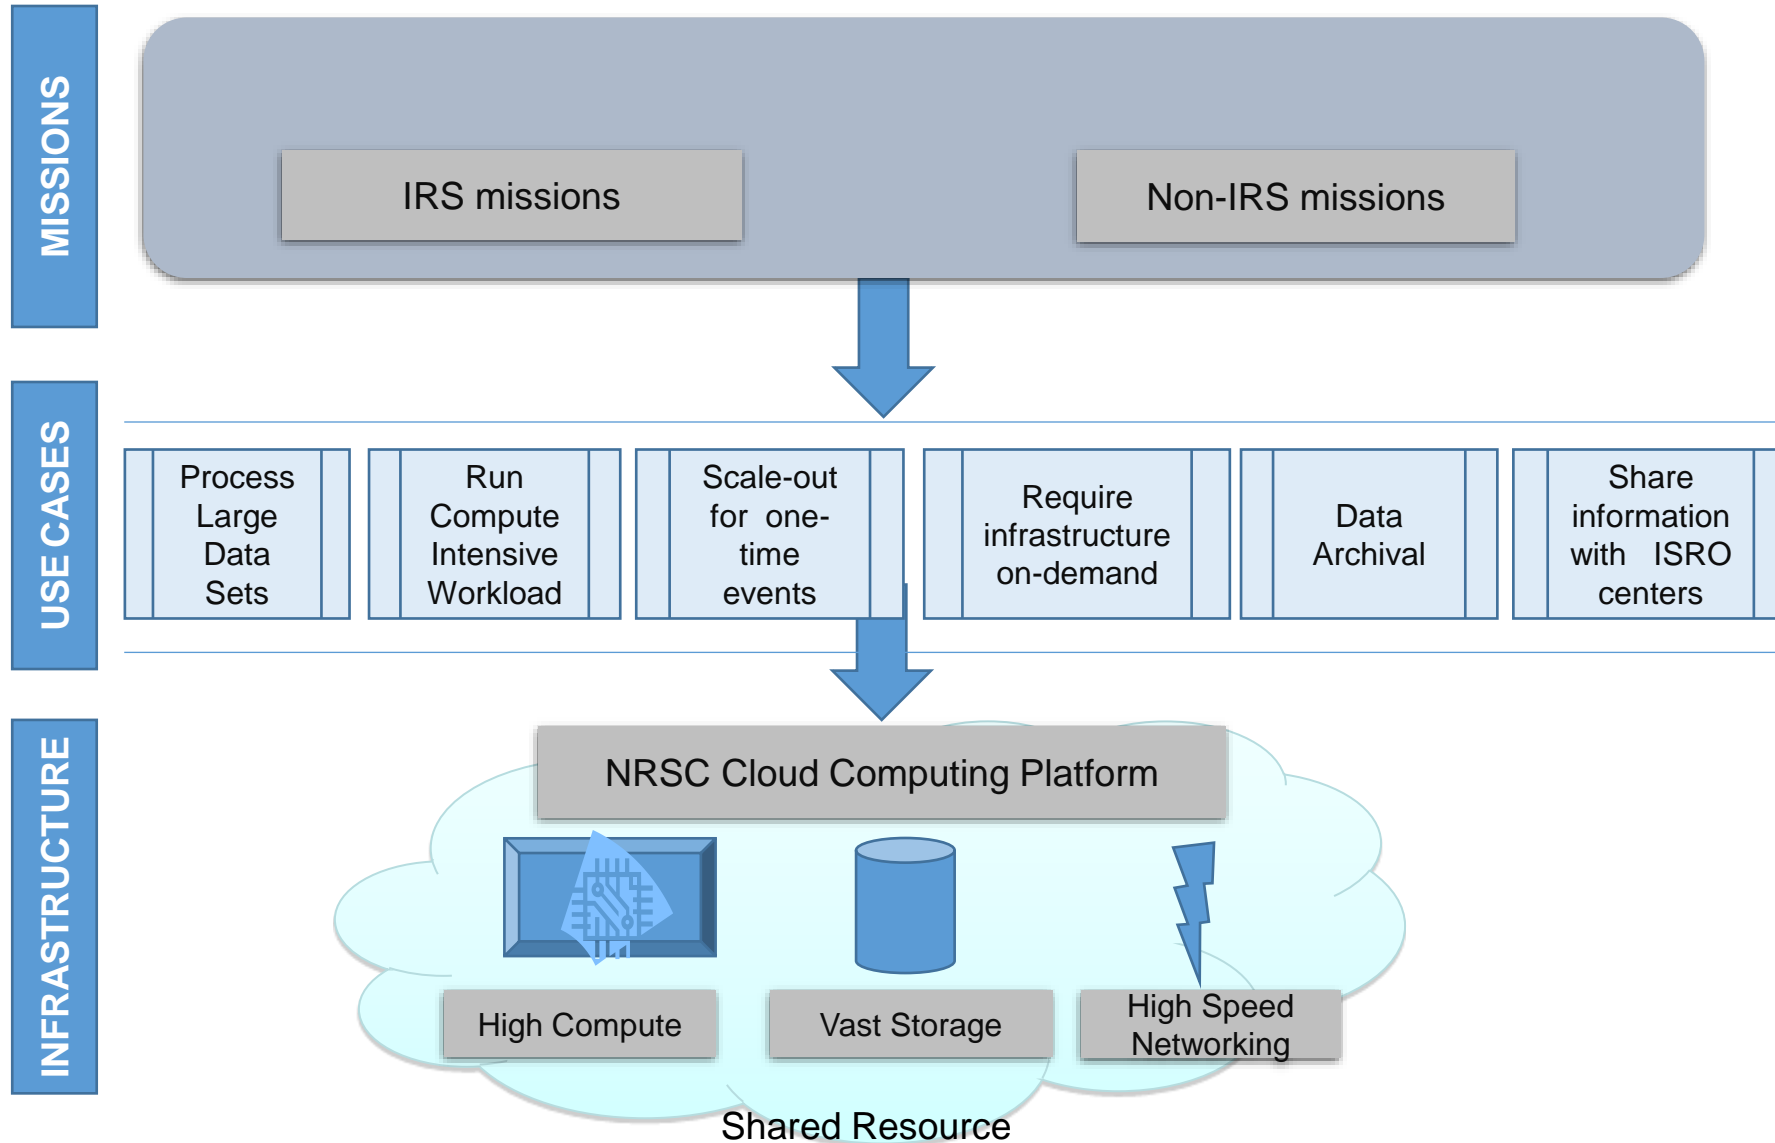 MISSIONS
IRS missions
Non-IRS missions
USE CASES
Process
Large
Data
Sets
Run
Compute
Intensive
Workload
Scale-out
for one-
time
events
Require
infrastructure
on-demand
Data
Archival
Share
information
with ISRO
centers
INFRASTRUCTURE
NRSC Cloud Computing Platform
High Compute
Vast Storage
High Speed
Networking
Shared Resource